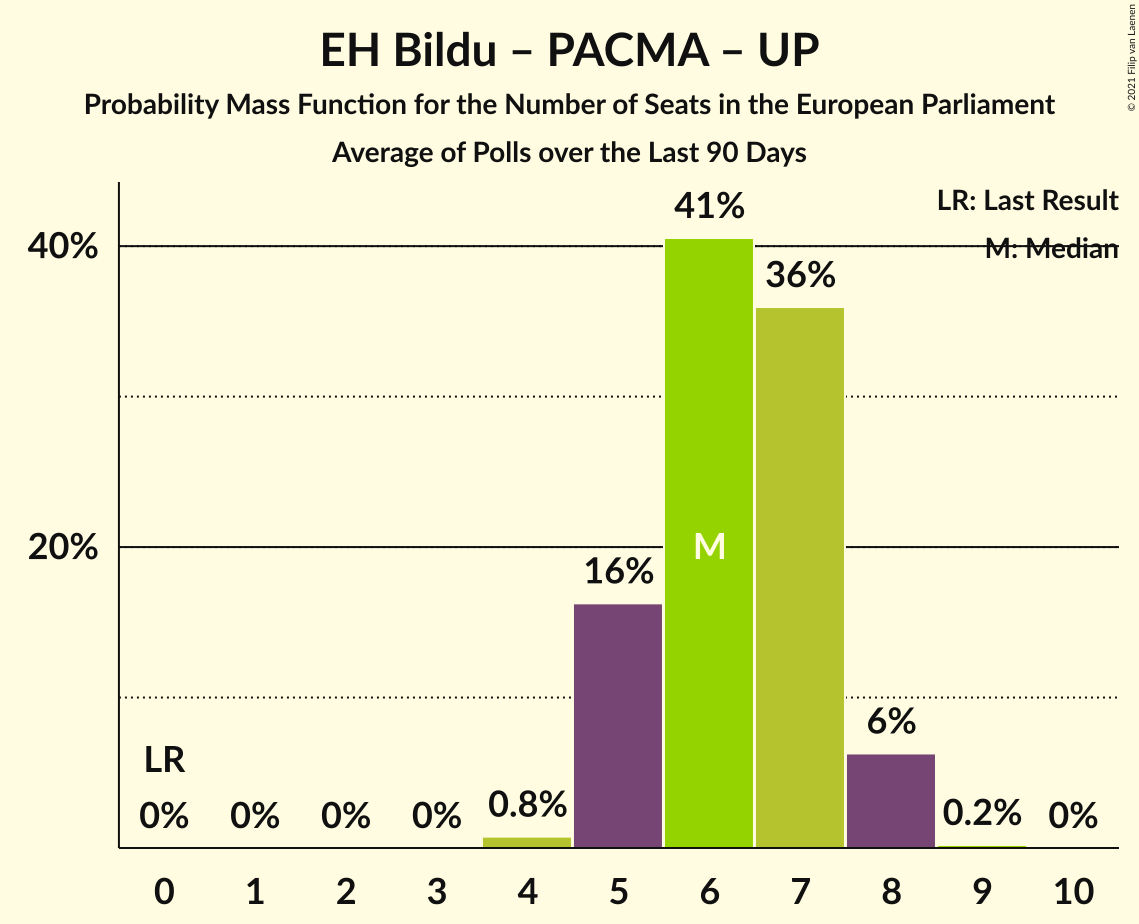 EH Bildu – PACMA – UP
Probability Mass Function for the Number of Seats in the European Parliament
Average of Polls over the Last 90 Days
© 2021 Filip van Laenen
LR: Last Result
M: Median
40%
20%
LR
0%
0%
0%
0%
0.8%
16%
41%
M
36%
6%
0.2%
0%
0 1 2 3 4 5 6 7 8 9 10